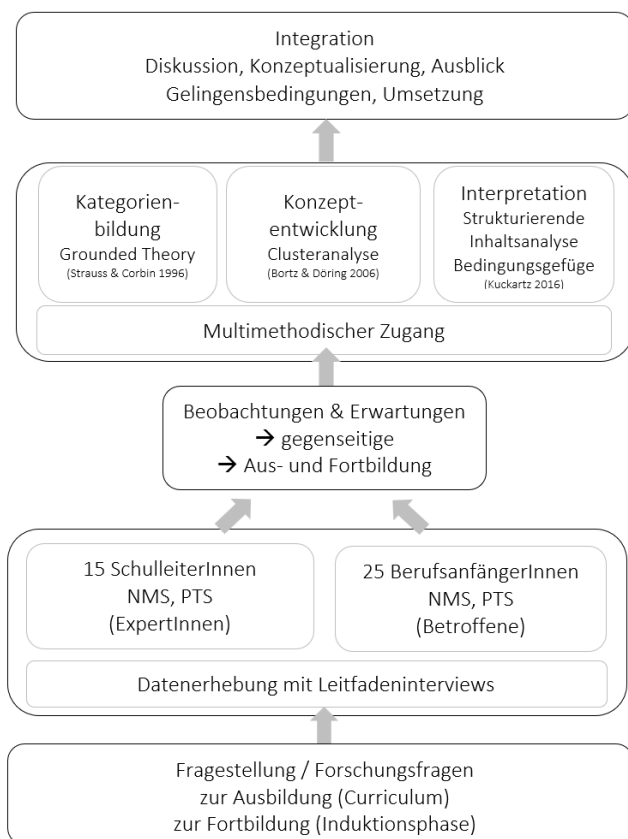 Integration
Diskussion, Konzeptualisierung, Ausblick
Gelingensbedingungen, Umsetzung
Kategorien-
bildung
Grounded Theory
(Strauss & Corbin 1996)
Konzept-
entwicklung
Clusteranalyse
(Bortz & Döring 2006)
Interpretation
Strukturierende
Inhaltsanalyse
Bedingungsgefüge
(Kuckartz 2016)
Multimethodischer Zugang
Beobachtungen & Erwartungen
→ gegenseitige
→ Aus- und Fortbildung
15 SchulleiterInnen
NMS, PTS
(ExpertInnen)
25 BerufsanfängerInnen
NMS, PTS
(Betroffene)
Datenerhebung mit Leitfadeninterviews
Fragestellung / Forschungsfragen
zur Ausbildung (Curriculum)
zur Fortbildung (Induktionsphase)